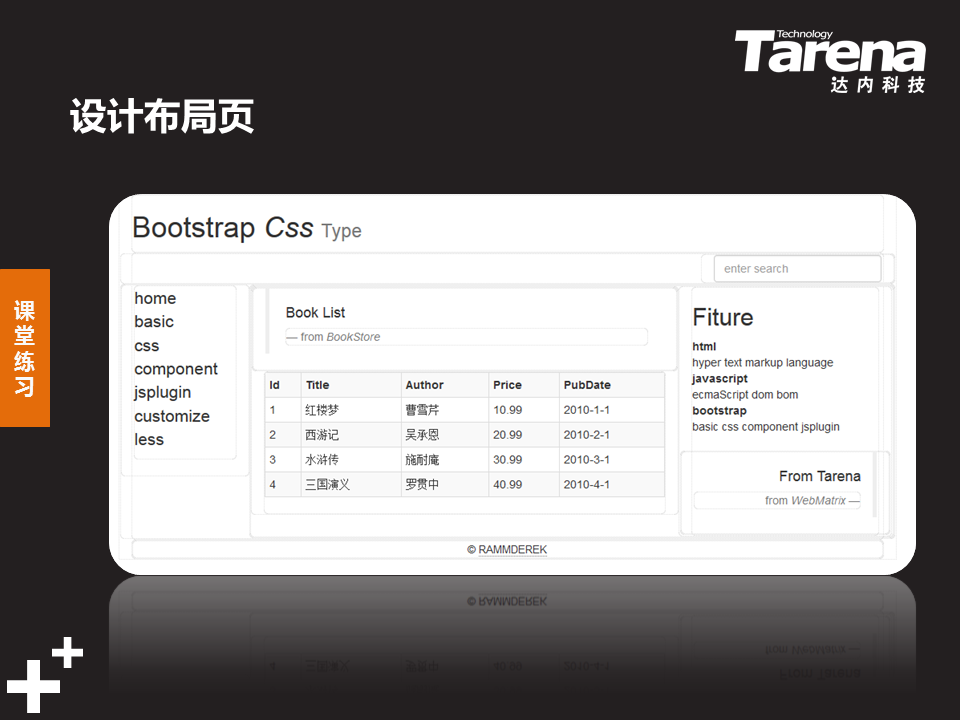 Technology
Tarena
达内科技
设计布局页
课堂练习
Bootstrap Css Type
enter search
home
basic
css
component
jsplugin
customize
less
Book List
— from BookStore
Id Title Author Price PubDate
1 红楼梦 曹雪芹 10.99 2010-1-1
2 西游记 吴承恩 20.99 2010-2-1
3 水浒传 施耐庵 30.99 2010-3-1
4 三国演义 罗贯中 40.99 2010-4-1
Fiture
html
hyper text markup language
javascript
ecmaScript dom bom
bootstrap
basic css component jsplugin
From Tarena
from WebMatrix —
© RAMMDEREK